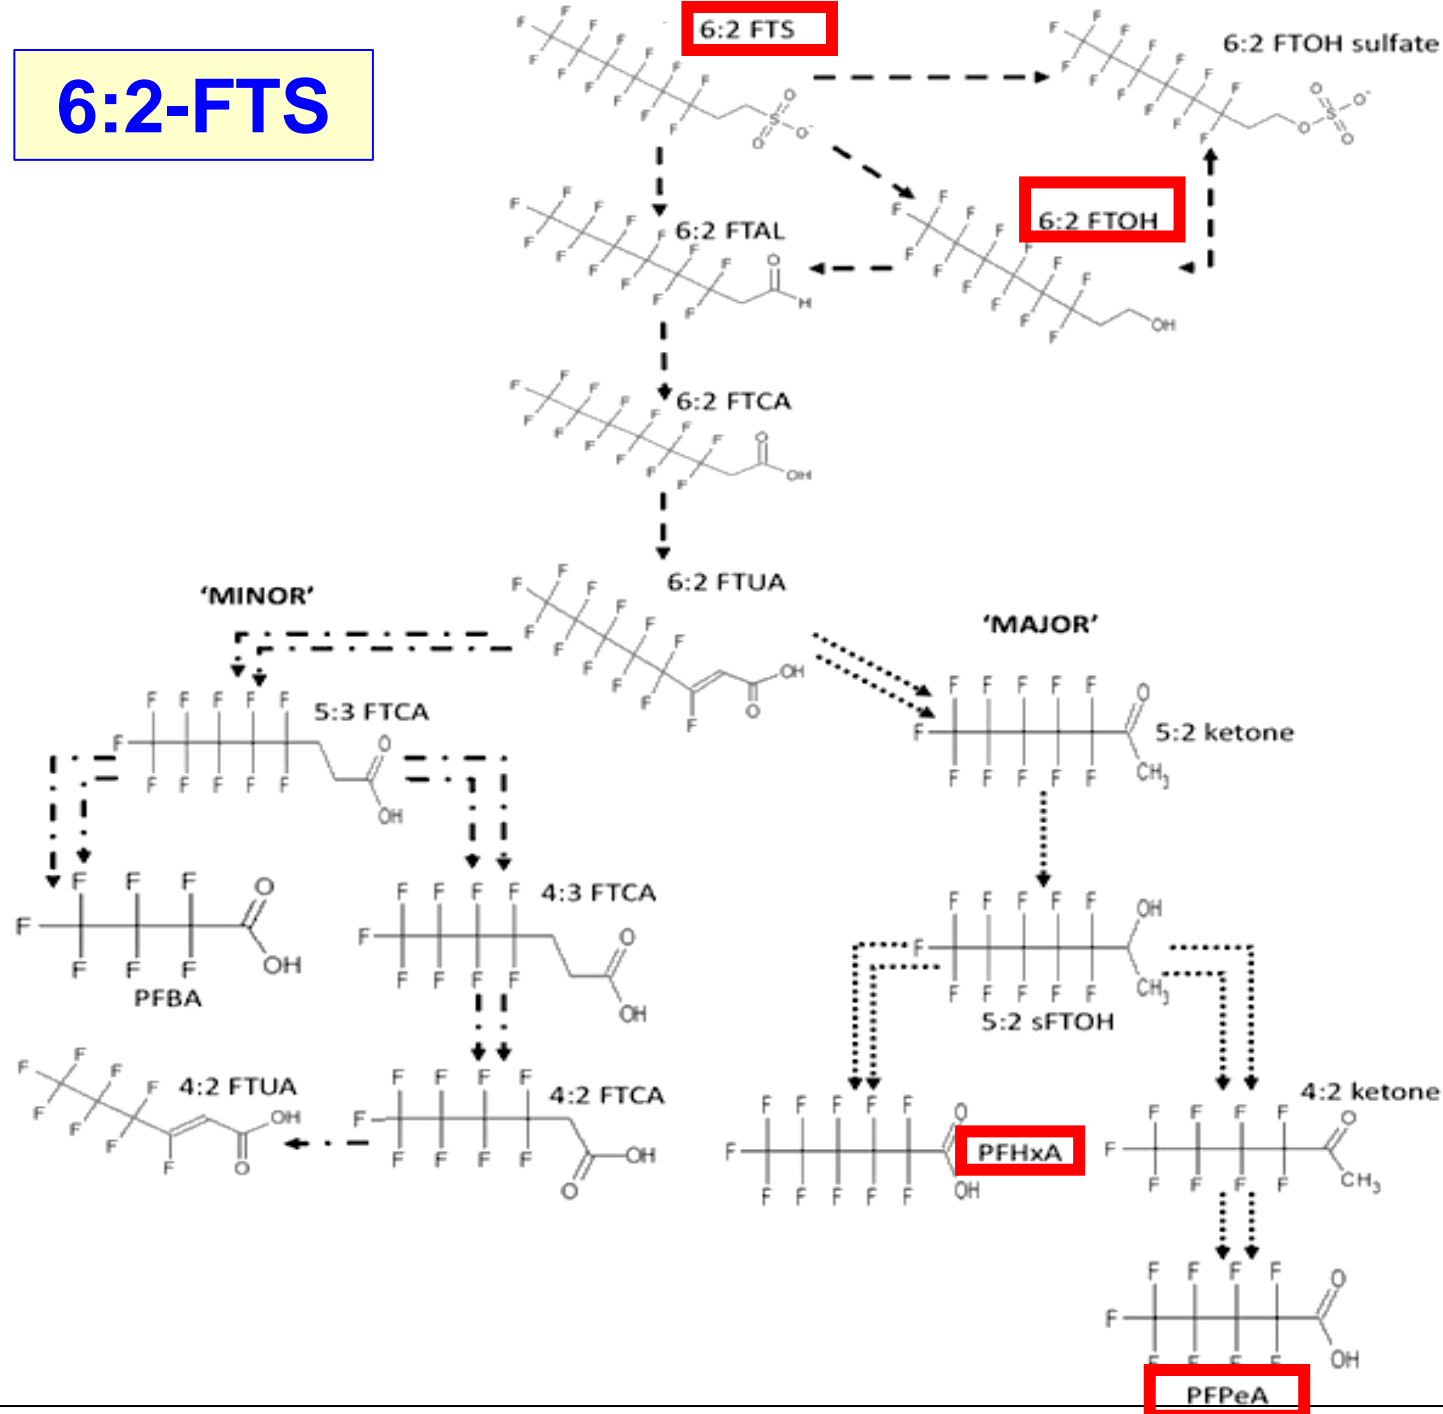 6:2-FTS
6:2 FTS
6:2 FTOH sulfate
6:2 FTAL
6:2 FTOH
6:2 FTCA
6:2 FTUA
‘MINOR’
‘MAJOR’
5:3 FTCA
5:2 ketone
4:3 FTCA
PFBA
5:2 sFTOH
4:2 FTUA
4:2 FTCA
4:2 ketone
PFHxA
PFPeA